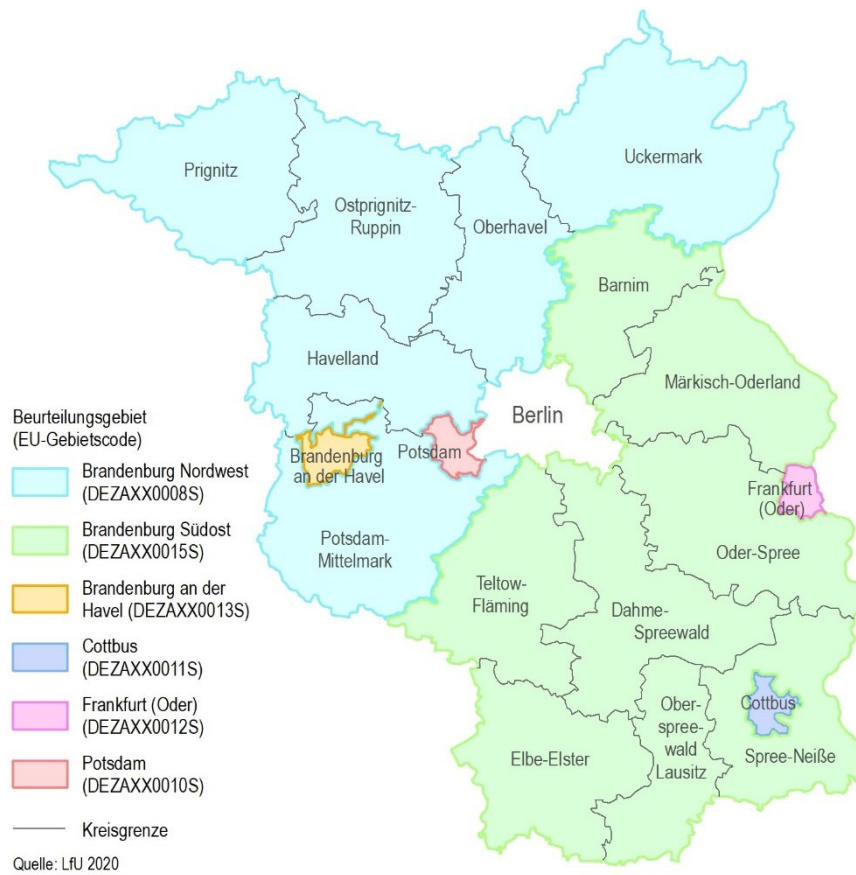 Prignitz
Ostprignitz-
Ruppin
Oberhavel
Uckermark
Barnim
Havelland
Märkisch-Oderland
Berlin
Brandenburg
an der Havel
Potsdam
Frankfurt
(Oder)
Potsdam-
Mittelmark
Oder-Spree
Teltow-
Fläming
Dahme-
Spreewald
Cottbus
Ober-
spree-
wald
Lausitz
Elbe-Elster
Spree-Neiße
Beurteilungsgebiet
(EU-Gebietscode)
Brandenburg Nordwest
(DEZAXX0008S)
Brandenburg Südost
(DEZAXX0015S)
Brandenburg an der
Havel (DEZAXX0013S)
Cottbus
(DEZAXX0011S)
Frankfurt (Oder)
(DEZAXX0012S)
Potsdam
(DEZAXX0010S)
Kreisgrenze
Quelle: LfU 2020